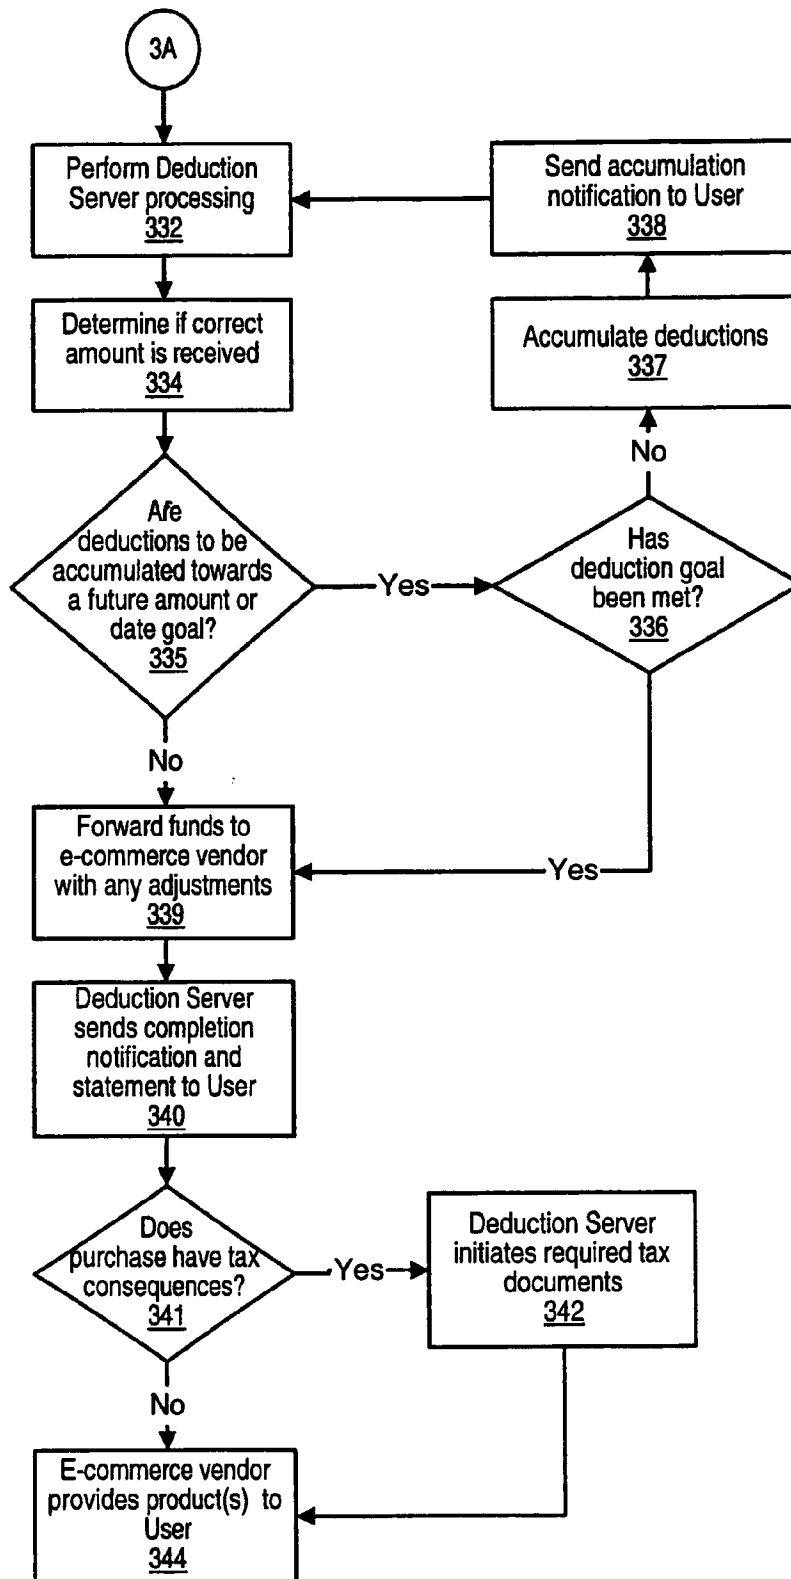 3A
Perform Deduction
Server processing
332
Send accumulation
notification to User
338
Determine if correct
amount is received
334
Accumulate deductions
337
No
Are
deductions to be
accumulated towards
a future amount or
date goal?
335
Yes
Has
deduction goal
been met?
336
No
Yes
Forward funds to
e-commerce vendor
with any adjustments
339
Deduction Server
sends completion
notification and
statement to User
340
Does
purchase have tax
consequences?
341
Yes
Deduction Server
initiates required tax
documents
342
No
E-commerce vendor
provides product(s) to
User
344